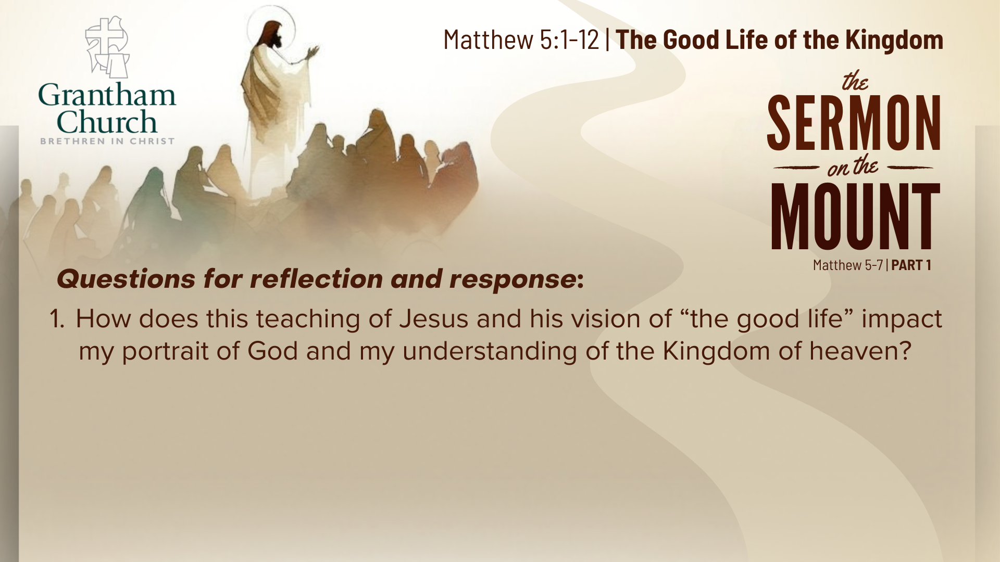 Grantham
Church
BRETHREN IN CHRIST
Matthew 5:1-12 | The Good Life of the Kingdom
the
SERMON
on the
MOUNT
Matthew 5-7 | PART 1
Questions for reflection and response:
1. How does this teaching of Jesus and his vision of “the good life” impact
my portrait of God and my understanding of the Kingdom of heaven?